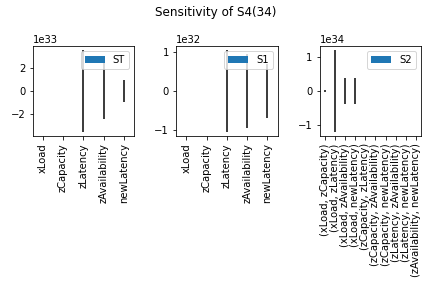 Sensitivity of S4(34)
1e33
ST
2
0
−2
xLoad
zCapacity
zLatency
zAvailability
newLatency
1e32
S1
1
0
−1
xLoad
zCapacity
zLatency
zAvailability
newLatency
1e34
S2
1
0
−1
(xLoad, zCapacity)
(xLoad, zLatency)
(xLoad, zAvailability)
(xLoad, newLatency)
(zCapacity, zLatency)
(zCapacity, zAvailability)
(zCapacity, newLatency)
(zLatency, zAvailability)
(zLatency, newLatency)
(zAvailability, newLatency)